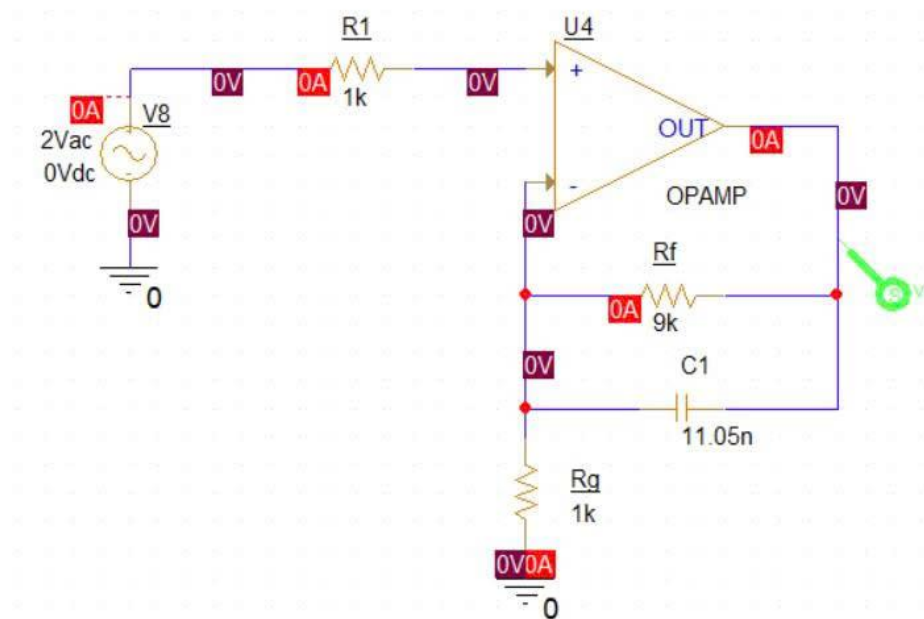 R1
U4
0V
0A
0V
1k
+
0A
V8
2Vac
0Vdc
-
OUT
0A
-
OPAMP
0V
0V
0V
0
Rf
0A
9k
V
0V
C1
11.05n
Rg
1k
0V0A
0